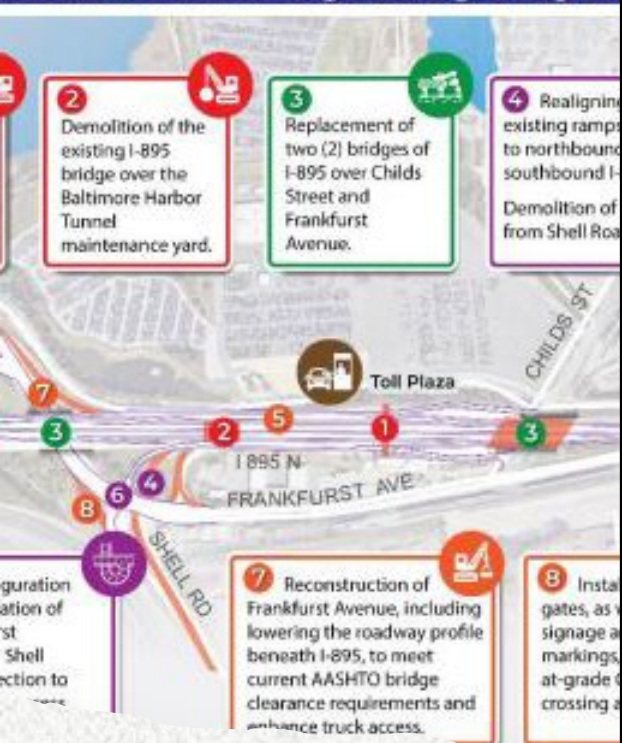 2
Demolition of the
existing I-895
bridge over the
Baltimore Harbor
Tunnel
maintenance yard.
3
Replacement of
two (2) bridges of
I-895 over Childs
Street and
Frankfurst
Avenue.
4 Realigning
existing ramps
to northbound
southbound I-
Demolition of
from Shell Roa
CHILDS ST
Toll Plaza
7
3
2
5
1
3
I 895 N
4
6
FRANKFURST AVE
8
SHELL RD
guration
ation of
rst
Shell
ection to
7 Reconstruction of
Frankfurst Avenue, including
lowering the roadway profile
beneath I-895, to meet
current AASHTO bridge
clearance requirements and
enhance truck access.
8 Insta
gates, as
signage a
markings,
at-grade
crossing a